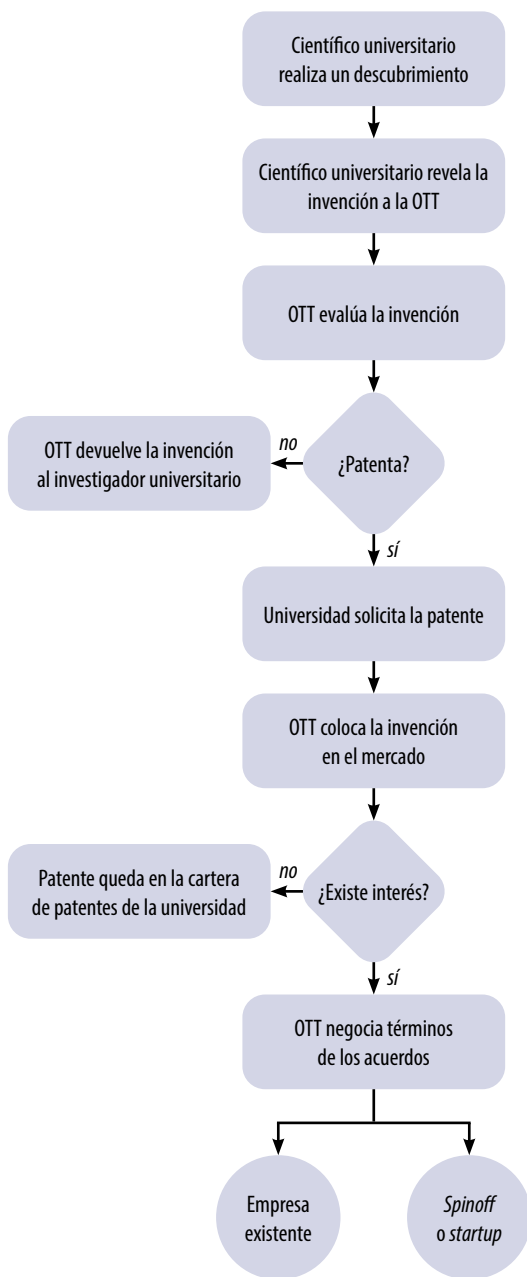 Científico universitario
realiza un descubrimiento
Científico universitario revela la
invención a la OTT
OTT evalúa la invención
¿Patenta?
no
OTT devuelve la invención
al investigador universitario
sí
Universidad solicita la patente
OTT coloca la invención
en el mercado
¿Existe interés?
no
Patente queda en la cartera
de patentes de la universidad
sí
OTT negocia términos
de los acuerdos
Empresa
existente
Spinoff
o startup